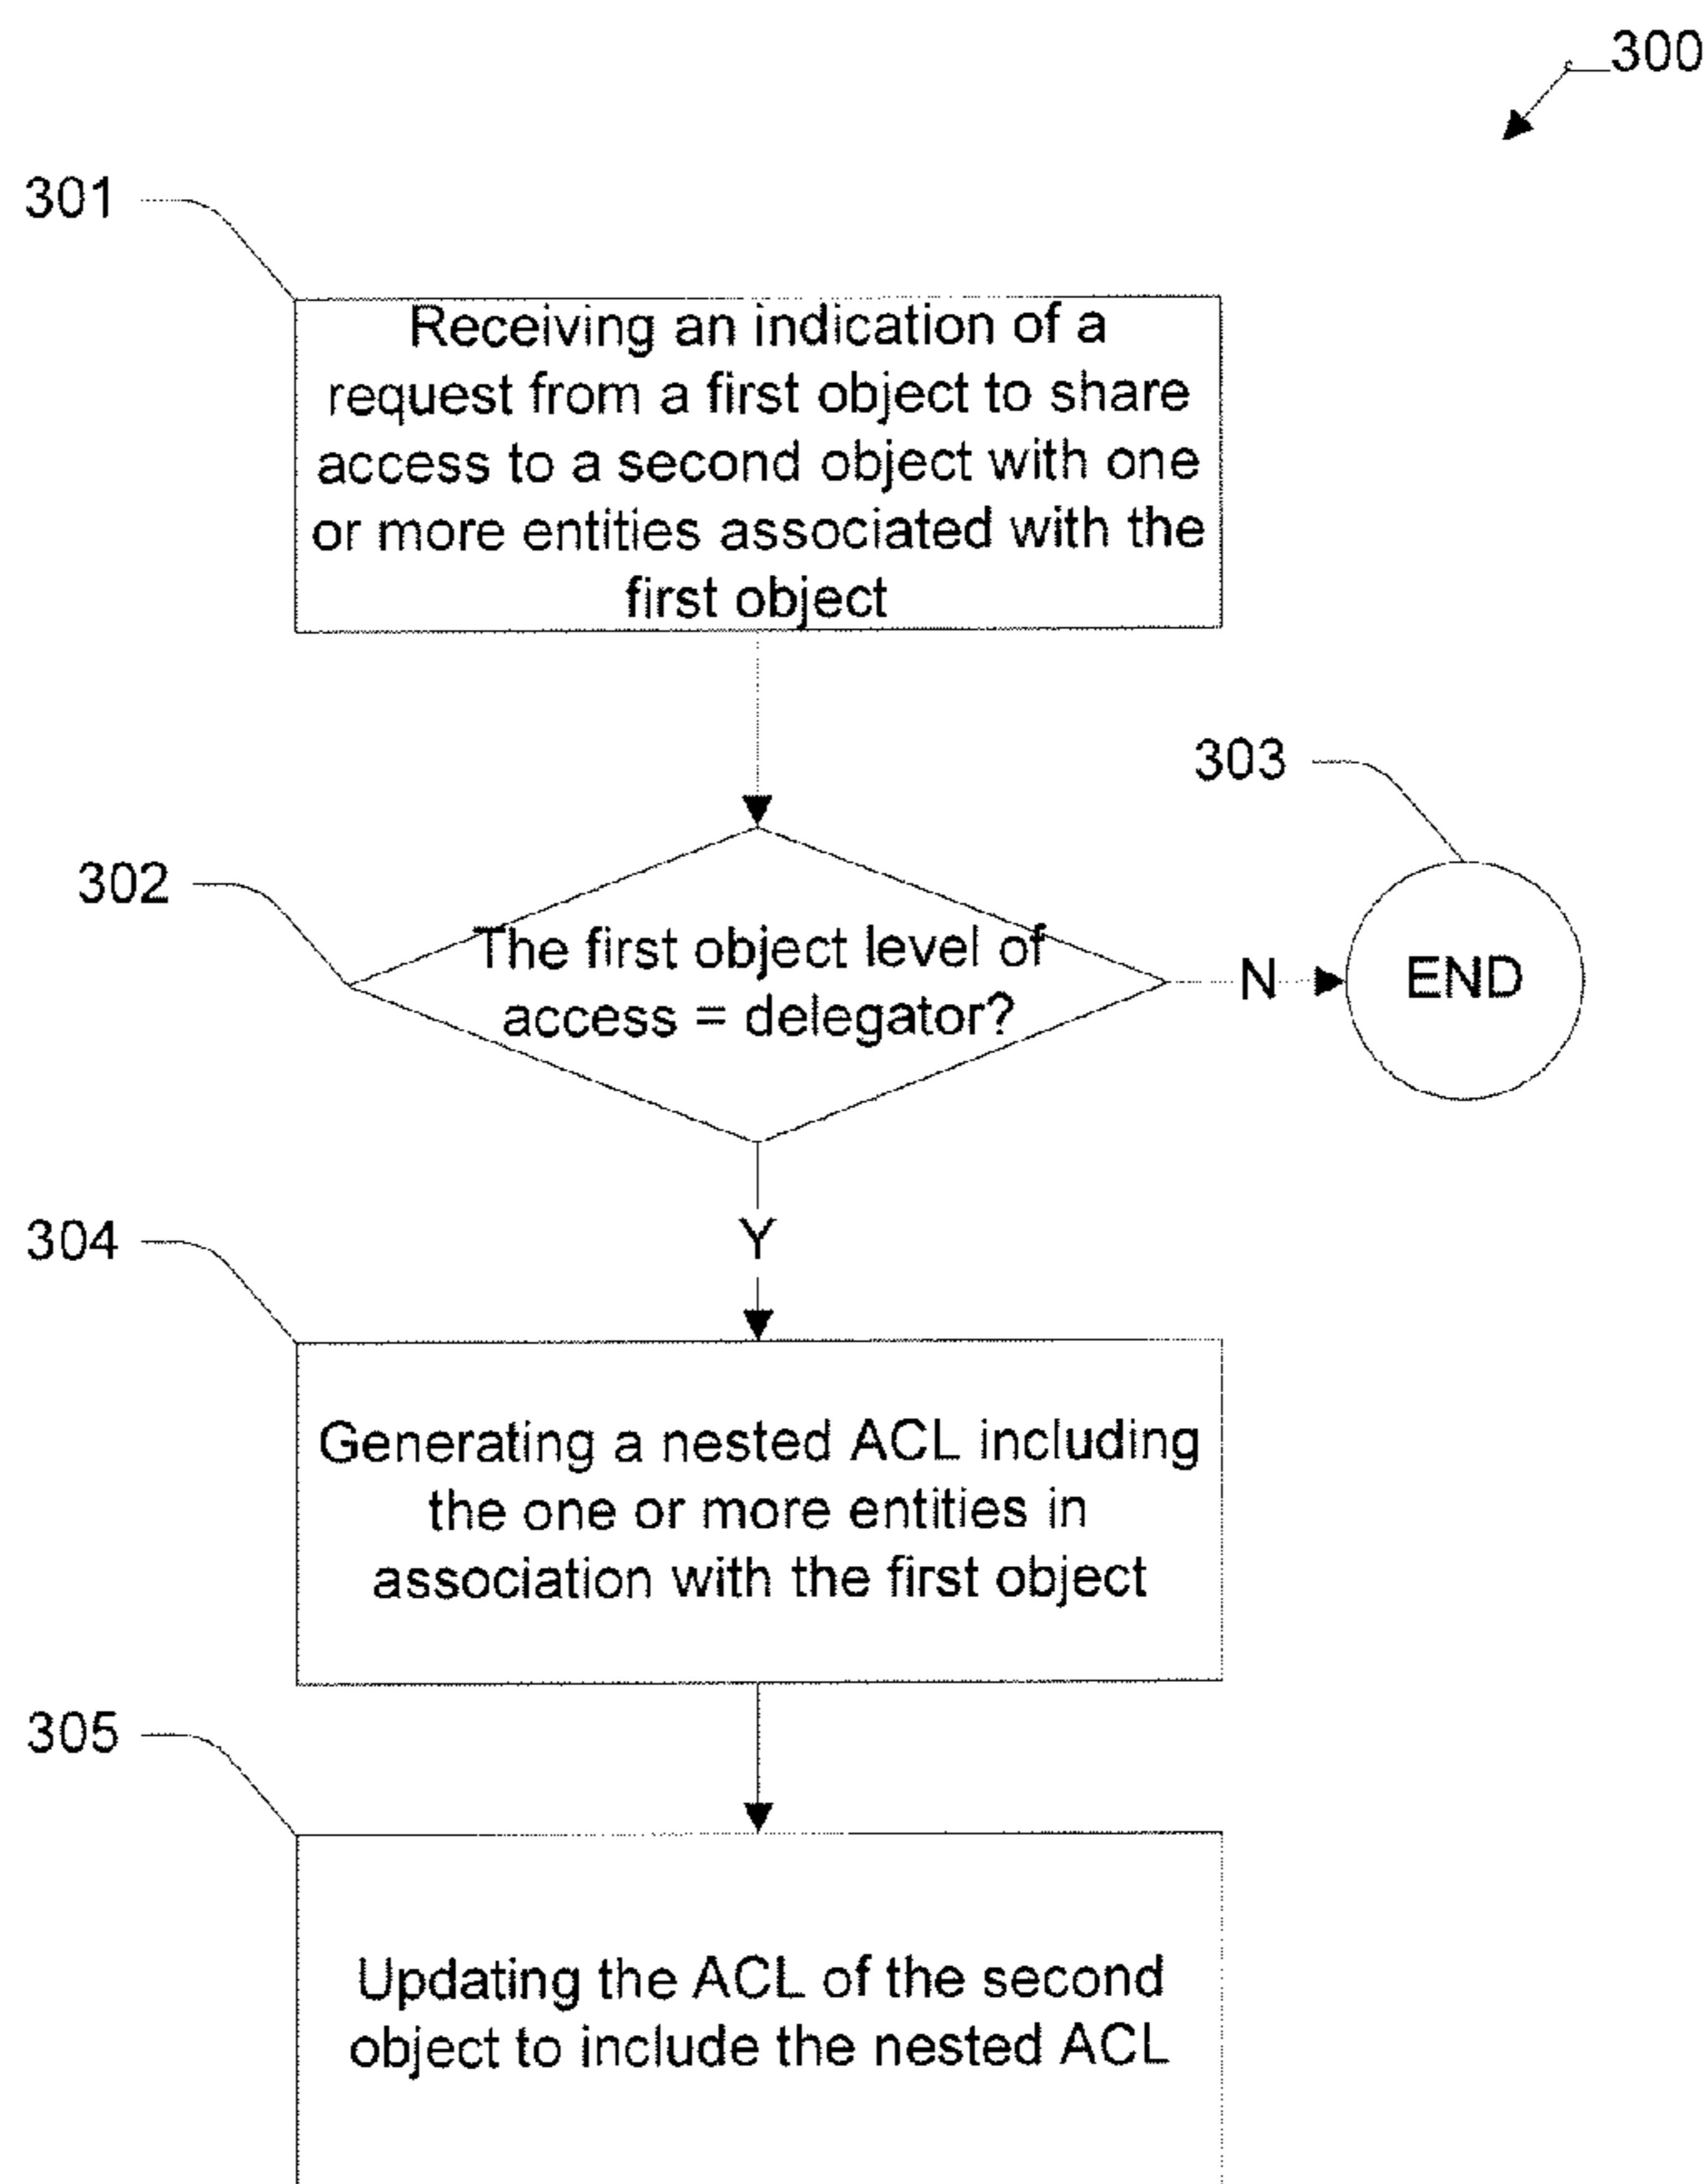 300
301
Receiving an indication of a
request from a first object to share
access to a second object with one
or more entities associated with the
first object
303
302
The first object level of
access = delegator?
N
END
Y
304
Generating a nested ACL including
the one or more entities in
association with the first object
305
Updating the ACL of the second
object to include the nested ACL